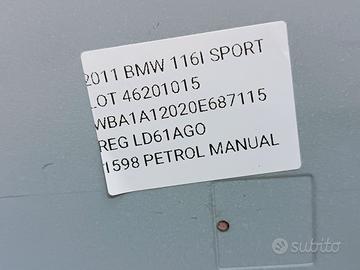 2011 BMW 116I SPORT
LOT 46201015
WBA1A12020E687115
REG LD61AGO
1598 PETROL MANUAL
subito